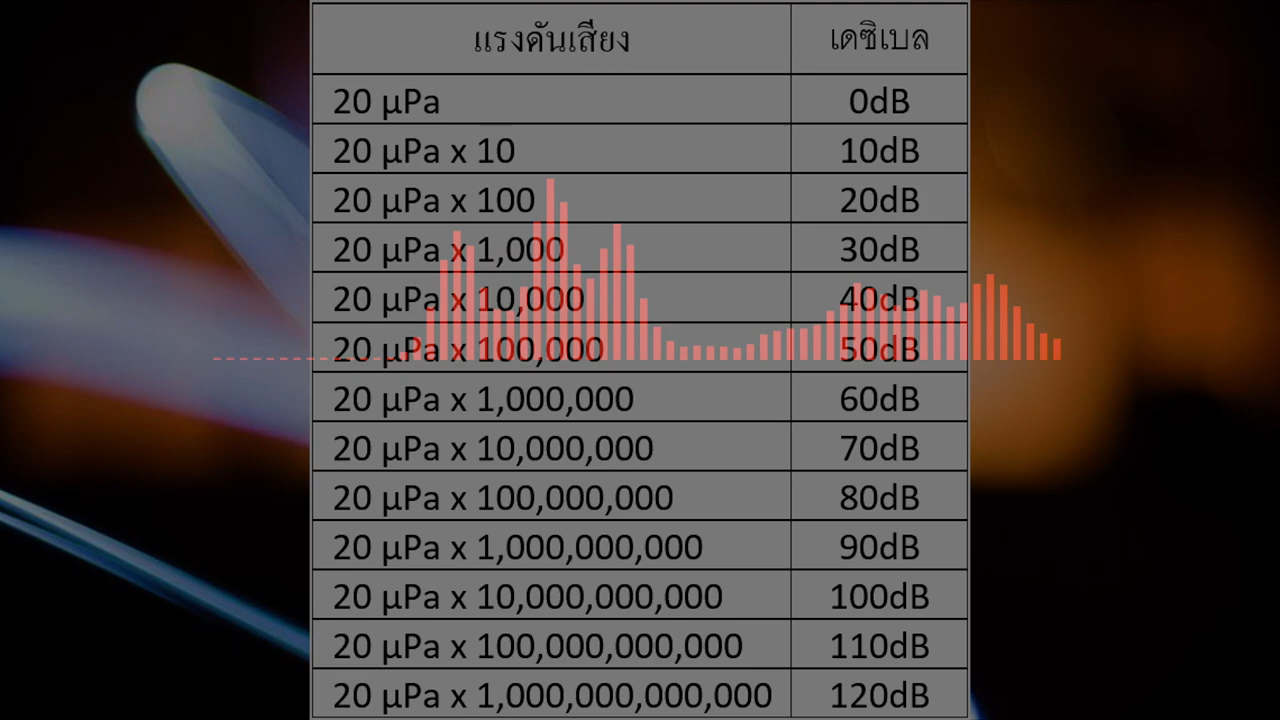 แรงดันเสียง เดซิเบล
20 µPa 0dB
20 µPa x 10 10dB
20 µPa x 100 20dB
20 µPa x 1,000 30dB
20 µPa x 10,000 40dB
20 µPa x 100,000 50dB
20 µPa x 1,000,000 60dB
20 µPa x 10,000,000 70dB
20 µPa x 100,000,000 80dB
20 µPa x 1,000,000,000 90dB
20 µPa x 10,000,000,000 100dB
20 µPa x 100,000,000,000 110dB
20 µPa x 1,000,000,000,000 120dB